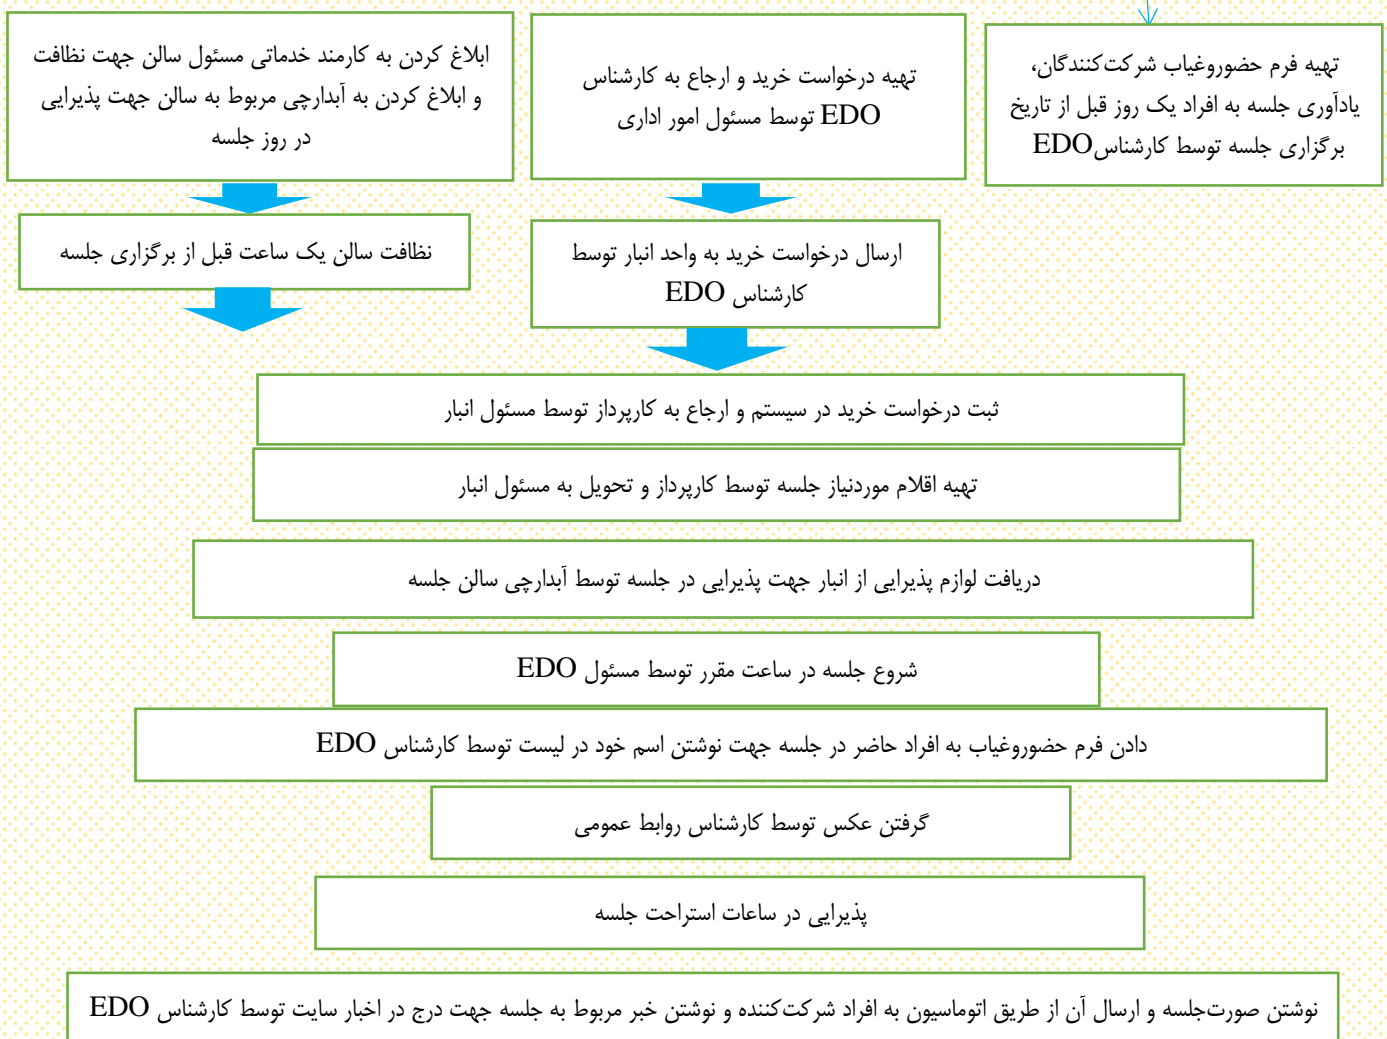 تهیه فرم حضوروغیاب شرکت‌کنندگان،
یادآوری جلسه به افراد یک روز قبل از تاریخ
برگزاری جلسه توسط کارشناسEDO
تهیه درخواست خرید و ارجاع به کارشناس
EDO توسط مسئول امور اداری
ابلاغ کردن به کارمند خدماتی مسئول سالن جهت نظافت
و ابلاغ کردن به آبدارچی مربوط به سالن جهت پذیرایی
در روز جلسه
ارسال درخواست خرید به واحد انبار توسط
کارشناس EDO
نظافت سالن یک ساعت قبل از برگزاری جلسه
ثبت درخواست خرید در سیستم و ارجاع به کارپرداز توسط مسئول انبار
تهیه اقلام موردنیاز جلسه توسط کارپرداز و تحویل به مسئول انبار
دریافت لوازم پذیرایی از انبار جهت پذیرایی در جلسه توسط آبدارچی سالن جلسه
شروع جلسه در ساعت مقرر توسط مسئول EDO
دادن فرم حضوروغیاب به افراد حاضر در جلسه جهت نوشتن اسم خود در لیست توسط کارشناس EDO
گرفتن عکس توسط کارشناس روابط عمومی
پذیرایی در ساعات استراحت جلسه
نوشتن صورت‌جلسه و ارسال آن از طریق اتوماسیون به افراد شرکت‌کننده و نوشتن خبر مربوط به جلسه جهت درج در اخبار سایت توسط کارشناس EDO